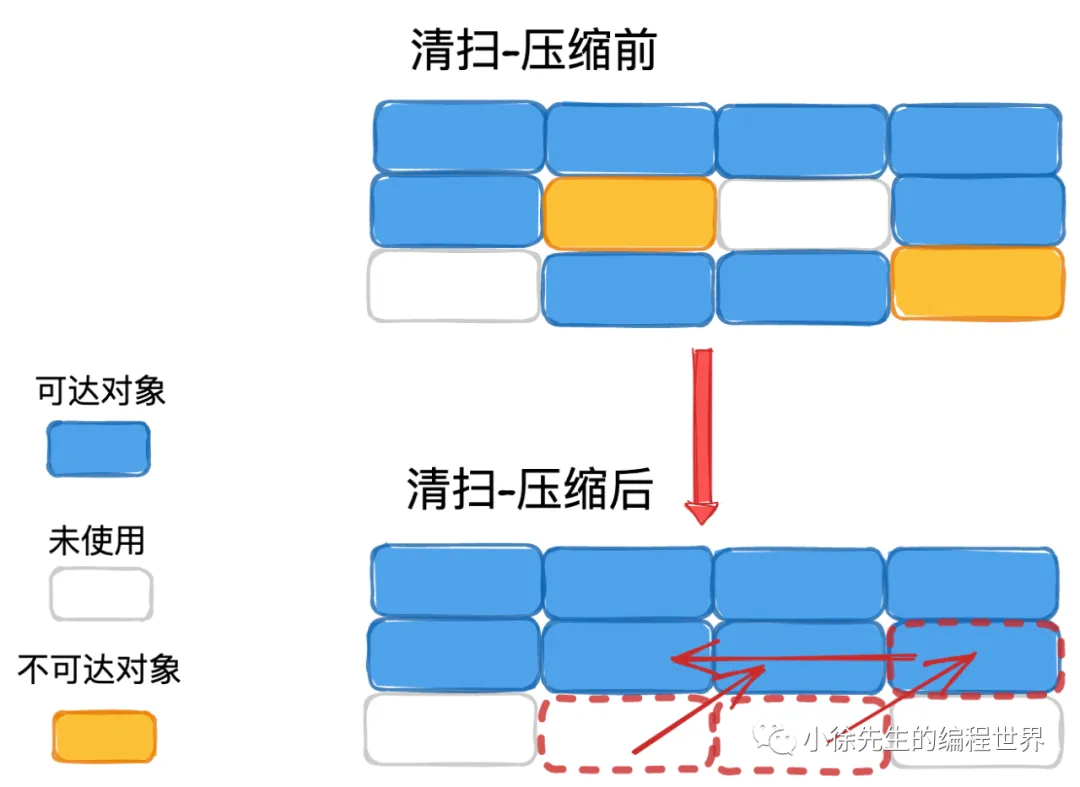 清扫-压缩前
可达对象
清扫-压缩后
未使用
不可达对象
小徐先生的编程世界